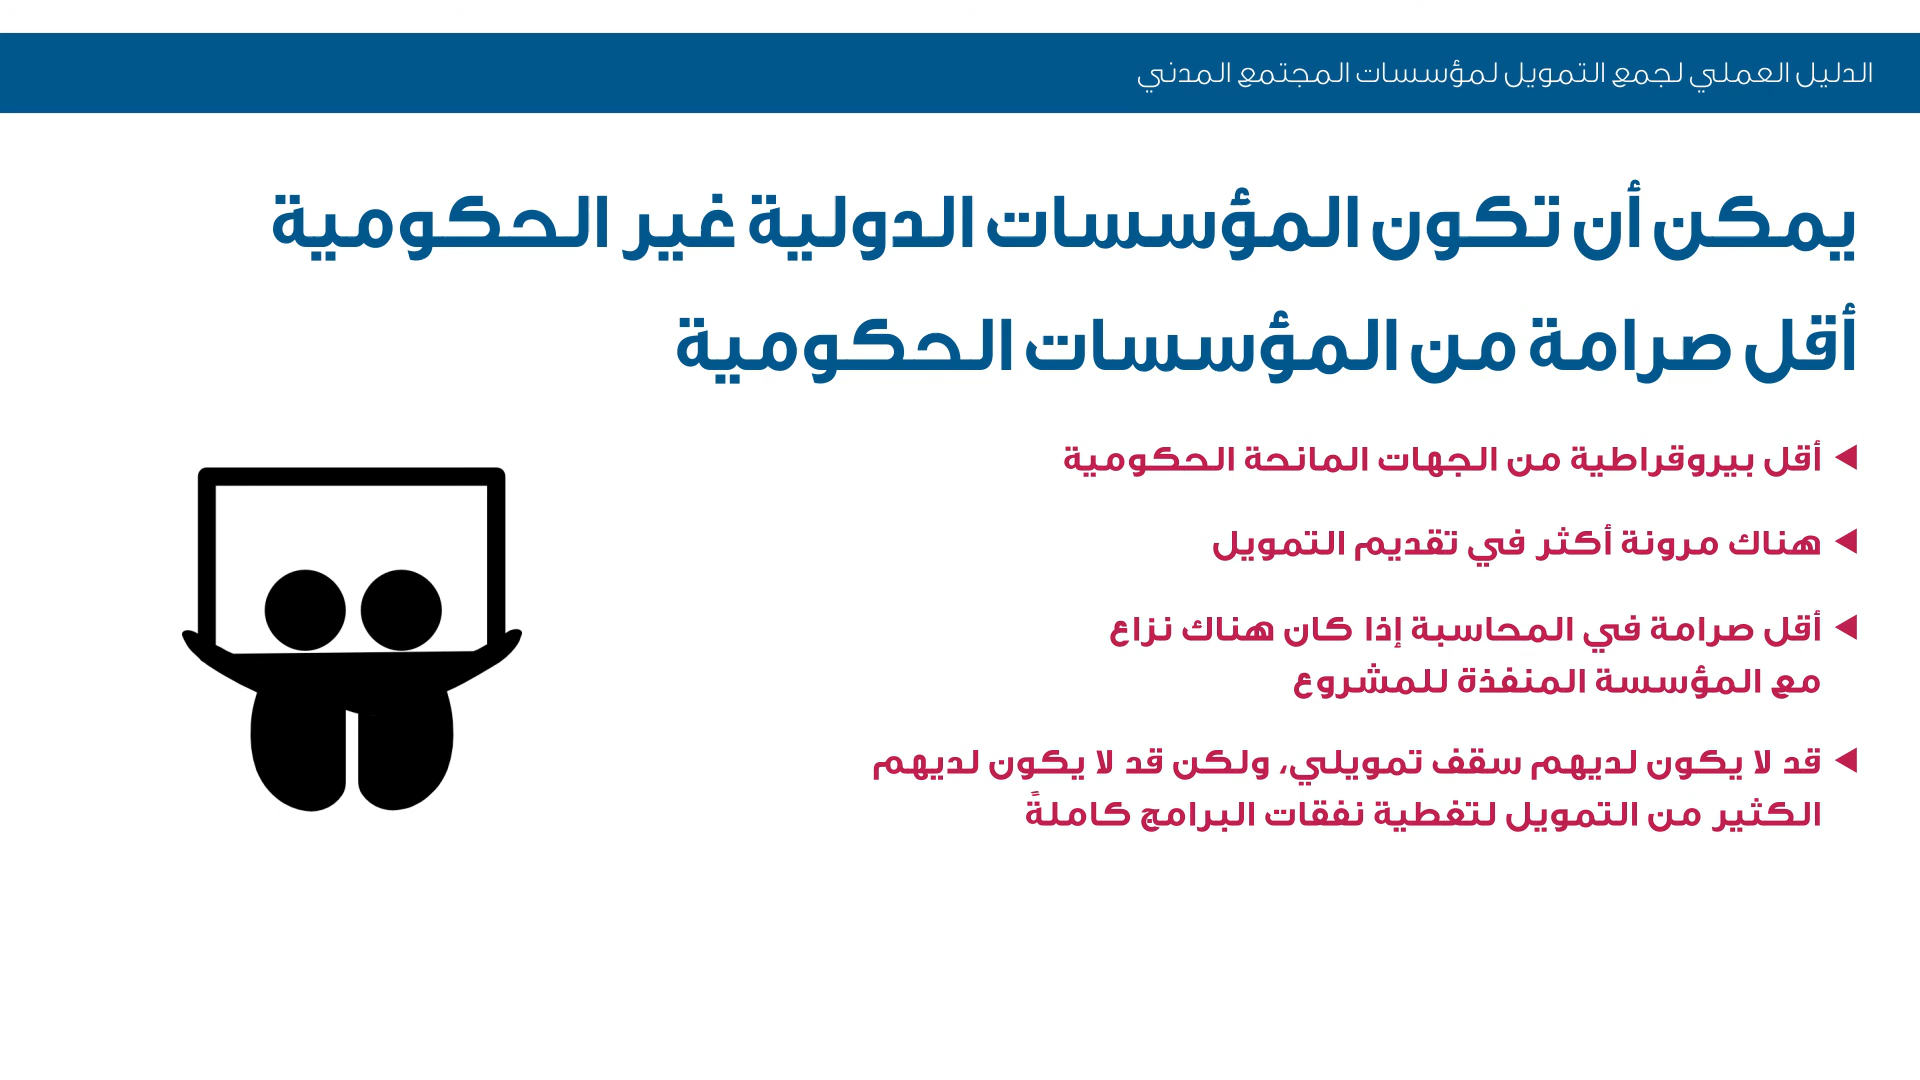 الدليل العملي لجمع التمويل لمؤسسات المجتمع المدني
يمكن أن تكون المؤسسات الدولية غير الحكومية
أقل صرامة من المؤسسات الحكومية
أقل بيروقراطية من الجهات المانحة الحكومية
هناك مرونة أكثر في تقديم التمويل
أقل صرامة في المحاسبة إذا كان هناك نزاع
مع المؤسسة المنفذة للمشروع
قد لا يكون لديهم سقف تمويلي، ولكن قد لا يكون لديهم
الكثير من التمويل لتغطية نفقات البرامج كاملةً